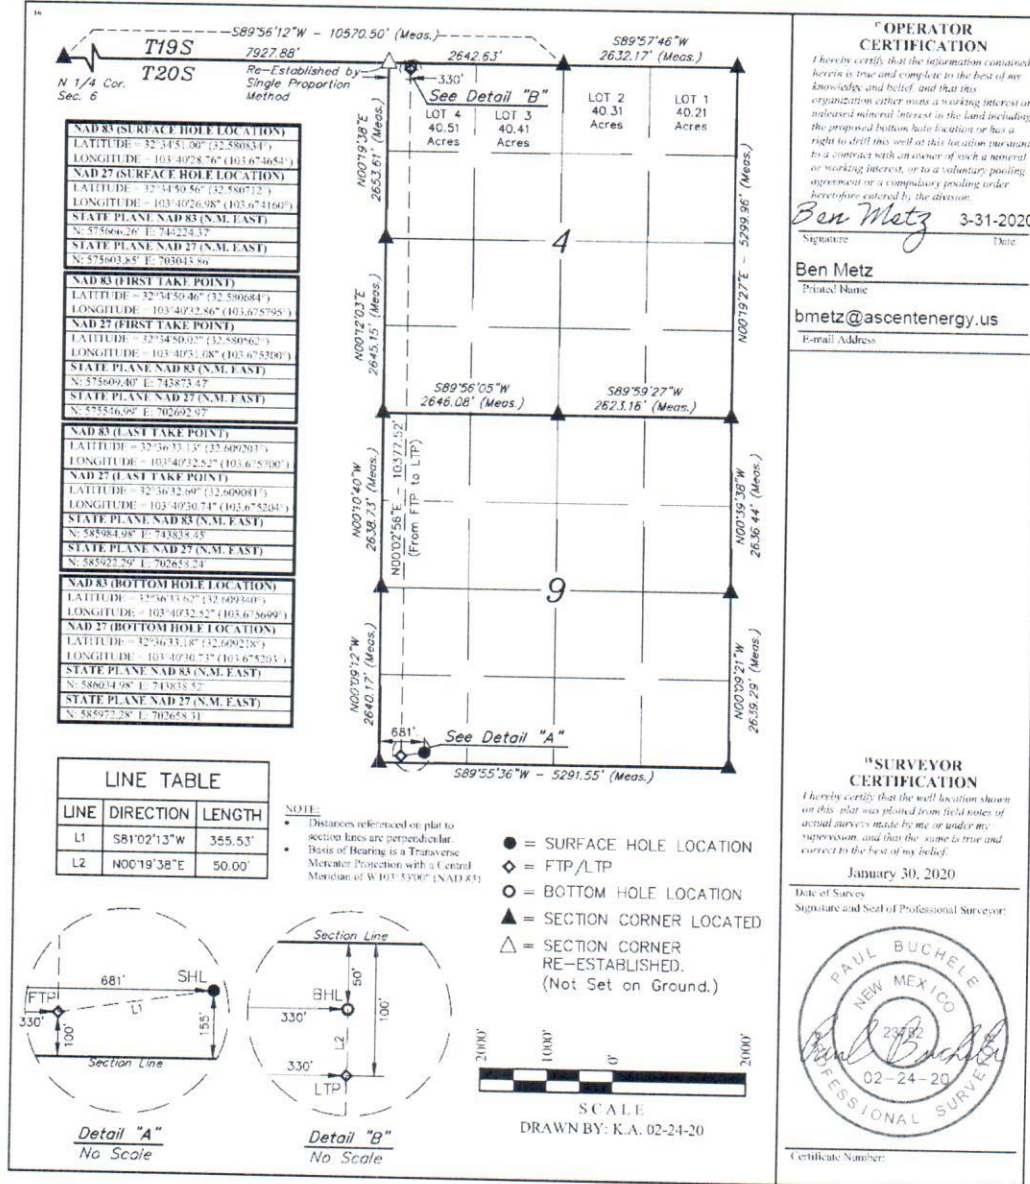 S89°56'12"W - 10570.50' (Meas.)
T19S
T20S
7927.88'
2642.63'
S89°57'46"W
2632.17' (Meas.)
N 1/4 Cor.
Sec. 6
Re-Established by
Single Proportion
Method
330'
See Detail "B"
LOT 4
40.51
Acres
LOT 3
40.41
Acres
LOT 2
40.31
Acres
LOT 1
40.21
Acres
N00°19'38"E
2653.61' (Meas.)
N00°19'27"E - 5299.96' (Meas.)
4
N00°12'03"E
2645.15' (Meas.)
S89°56'05"W
2646.08' (Meas.)
S89°59'27"W
2623.16' (Meas.)
N00°10'40"W
2638.73' (Meas.)
N00°02'56"E - 10377.52'
(From FTP to LTP)
N00°39'38"W
2636.44' (Meas.)
9
N00°09'12"W
2640.17' (Meas.)
N00°09'21"W
2639.29' (Meas.)
681'
See Detail "A"
S89°55'36"W - 5291.55' (Meas.)
NAD 83 (SURFACE HOLE LOCATION)
LATITUDE = 32°34'51.00" (32.580834°)
LONGITUDE = 103°40'28.76" (103.674654°)
NAD 27 (SURFACE HOLE LOCATION)
LATITUDE = 32°34'50.56" (32.580712°)
LONGITUDE = 103°40'26.98" (103.674160°)
STATE PLANE NAD 83 (N.M. EAST)
N: 575666.26' E: 744224.37'
STATE PLANE NAD 27 (N.M. EAST)
N: 575603.85' E: 703043.86'
NAD 83 (FIRST TAKE POINT)
LATITUDE = 32°34'50.46" (32.580684°)
LONGITUDE = 103°40'32.86" (103.675795°)
NAD 27 (FIRST TAKE POINT)
LATITUDE = 32°34'50.02" (32.580562°)
LONGITUDE = 103°40'31.08" (103.675300°)
STATE PLANE NAD 83 (N.M. EAST)
N: 575609.40' E: 743873.47'
STATE PLANE NAD 27 (N.M. EAST)
N: 575546.99' E: 702692.97'
NAD 83 (LAST TAKE POINT)
LATITUDE = 32°36'33.13" (32.609203°)
LONGITUDE = 103°40'32.52" (103.675700°)
NAD 27 (LAST TAKE POINT)
LATITUDE = 32°36'32.69" (32.609081°)
LONGITUDE = 103°40'30.74" (103.675204°)
STATE PLANE NAD 83 (N.M. EAST)
N: 585984.98' E: 743838.45'
STATE PLANE NAD 27 (N.M. EAST)
N: 585922.29' E: 702658.24'
NAD 83 (BOTTOM HOLE LOCATION)
LATITUDE = 32°36'33.62" (32.609340°)
LONGITUDE = 103°40'32.52" (103.675699°)
NAD 27 (BOTTOM HOLE LOCATION)
LATITUDE = 32°36'33.18" (32.609218°)
LONGITUDE = 103°40'30.73" (103.675203°)
STATE PLANE NAD 83 (N.M. EAST)
N: 586034.98' E: 743838.52'
STATE PLANE NAD 27 (N.M. EAST)
N: 585972.28' E: 702658.31'
LINE TABLE
LINE DIRECTION LENGTH
L1 S81°02'13"W 355.53'
L2 N00°19'38"E 50.00'
NOTE:
• Distances referenced on plat to
section lines are perpendicular.
• Basis of Bearing is a Transverse
Mercator Projection with a Central
Meridian of W103°53'00" (NAD 83)
● = SURFACE HOLE LOCATION
◇ = FTP/LTP
○ = BOTTOM HOLE LOCATION
▲ = SECTION CORNER LOCATED
△ = SECTION CORNER
RE-ESTABLISHED.
(Not Set on Ground.)
681'
SHL
FTP
L1
330'
100'
155'
Section Line
Detail "A"
No Scale
Section Line
50'
BHL
100'
330'
L2
330'
LTP
Detail "B"
No Scale
2000' 1000' 0' 2000'
SCALE
DRAWN BY: K.A. 02-24-20
OPERATOR
CERTIFICATION
I hereby certify that the information contained
herein is true and complete to the best of my
knowledge and belief, and that this
organization either owns a working interest or
unleased mineral interest in the land including
the proposed bottom hole location or has a
right to drill this well at this location pursuant
to a contract with an owner of such a mineral
or working interest, or to a voluntary pooling
agreement or a compulsory pooling order
heretofore entered by the division.
Ben Metz 3-31-2020
Signature Date
Ben Metz
Printed Name
bmetz@ascentenergy.us
E-mail Address
18 SURVEYOR
CERTIFICATION
I hereby certify that the well location shown
on this plat was plotted from field notes of
actual surveys made by me or under my
supervision, and that the same is true and
correct to the best of my belief.
January 30, 2020
Date of Survey
Signature and Seal of Professional Surveyor:
PAUL BUCHELE
NEW MEXICO
23782
Paul Buchele
02-24-20
PROFESSIONAL SURVEYOR
Certificate Number: